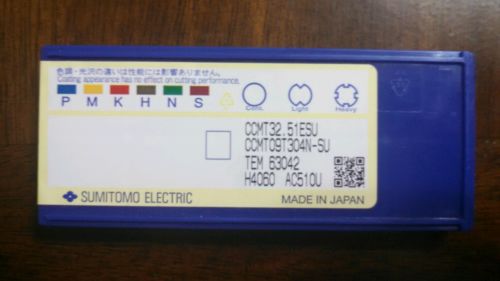 色調・光沢の違いは性能には影響ありません。
Coating appearance has no effect on cutting performance.
P M K H N S
Cont. Light Heavy
CCMT32.51ESU
CCMT09T304N-SU
TEM 63042
H4060 AC510U
SUMITOMO ELECTRIC
MADE IN JAPAN